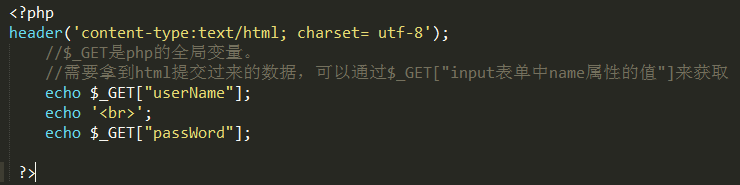 <?php
header('content-type:text/html; charset= utf-8');
//$_GET是php的全局变量。
//需要拿到html提交过来的数据，可以通过$_GET["input表单中name属性的值"]来获取
echo $_GET["userName"];
echo '<br>';
echo $_GET["passWord"];
?>